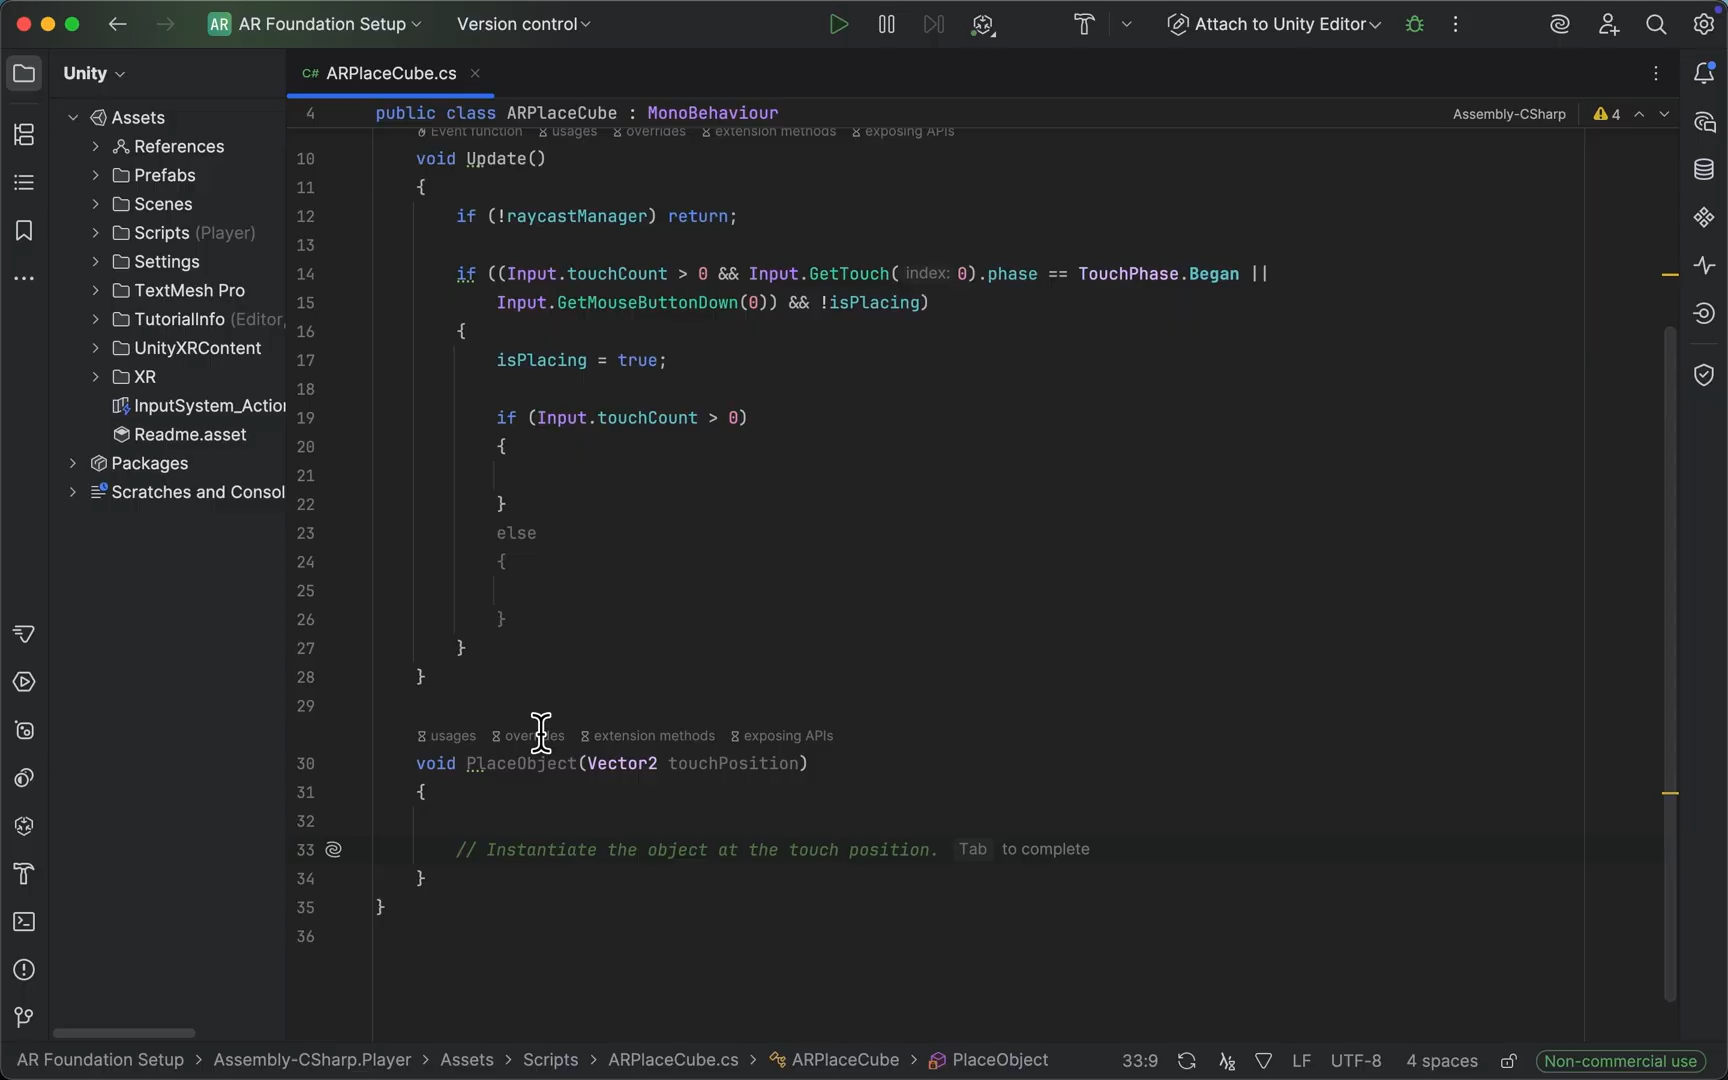 AR AR Foundation Setup Version control Attach to Unity Editor
Unity C# ARPlaceCube.cs
4 public class ARPlaceCube : MonoBehaviour Assembly-CSharp 4
Event function usages overrides extension methods exposing APIs
10 void Update()
11 {
12 if (!raycastManager) return;
13
14 if ((Input.touchCount > 0 && Input.GetTouch( index: 0).phase == TouchPhase.Began ||
15 Input.GetMouseButtonDown(0)) && !isPlacing)
16 {
17 isPlacing = true;
18
19 if (Input.touchCount > 0)
20 {
21
22 }
23 else
24 {
25
26 }
27 }
28 }
29
usages overrides extension methods exposing APIs
30 void PlaceObject(Vector2 touchPosition)
31 {
32
33 // Instantiate the object at the touch position. Tab to complete
34 }
35 }
36
Assets
References
Prefabs
Scenes
Scripts (Player)
Settings
TextMesh Pro
TutorialInfo (Editor,
UnityXRContent
XR
InputSystem_Action
Readme.asset
Packages
Scratches and Consol
AR Foundation Setup > Assembly-CSharp.Player > Assets > Scripts > ARPlaceCube.cs > ARPlaceCube > PlaceObject 33:9 LF UTF-8 4 spaces Non-commercial use